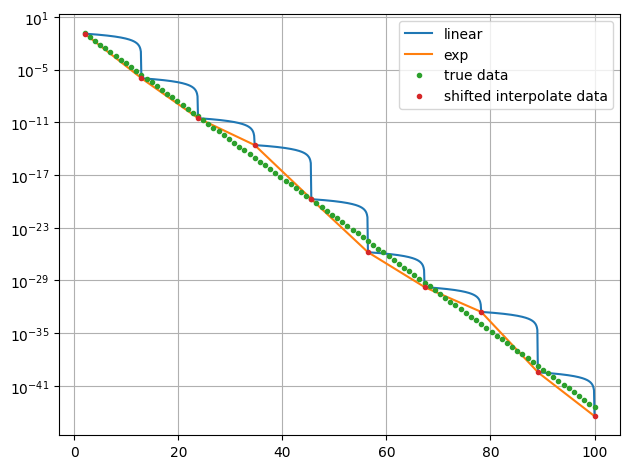 10¹
10⁻⁵
10⁻¹¹
10⁻¹⁷
10⁻²³
10⁻²⁹
10⁻³⁵
10⁻⁴¹
linear
exp
true data
shifted interpolate data
0 20 40 60 80 100